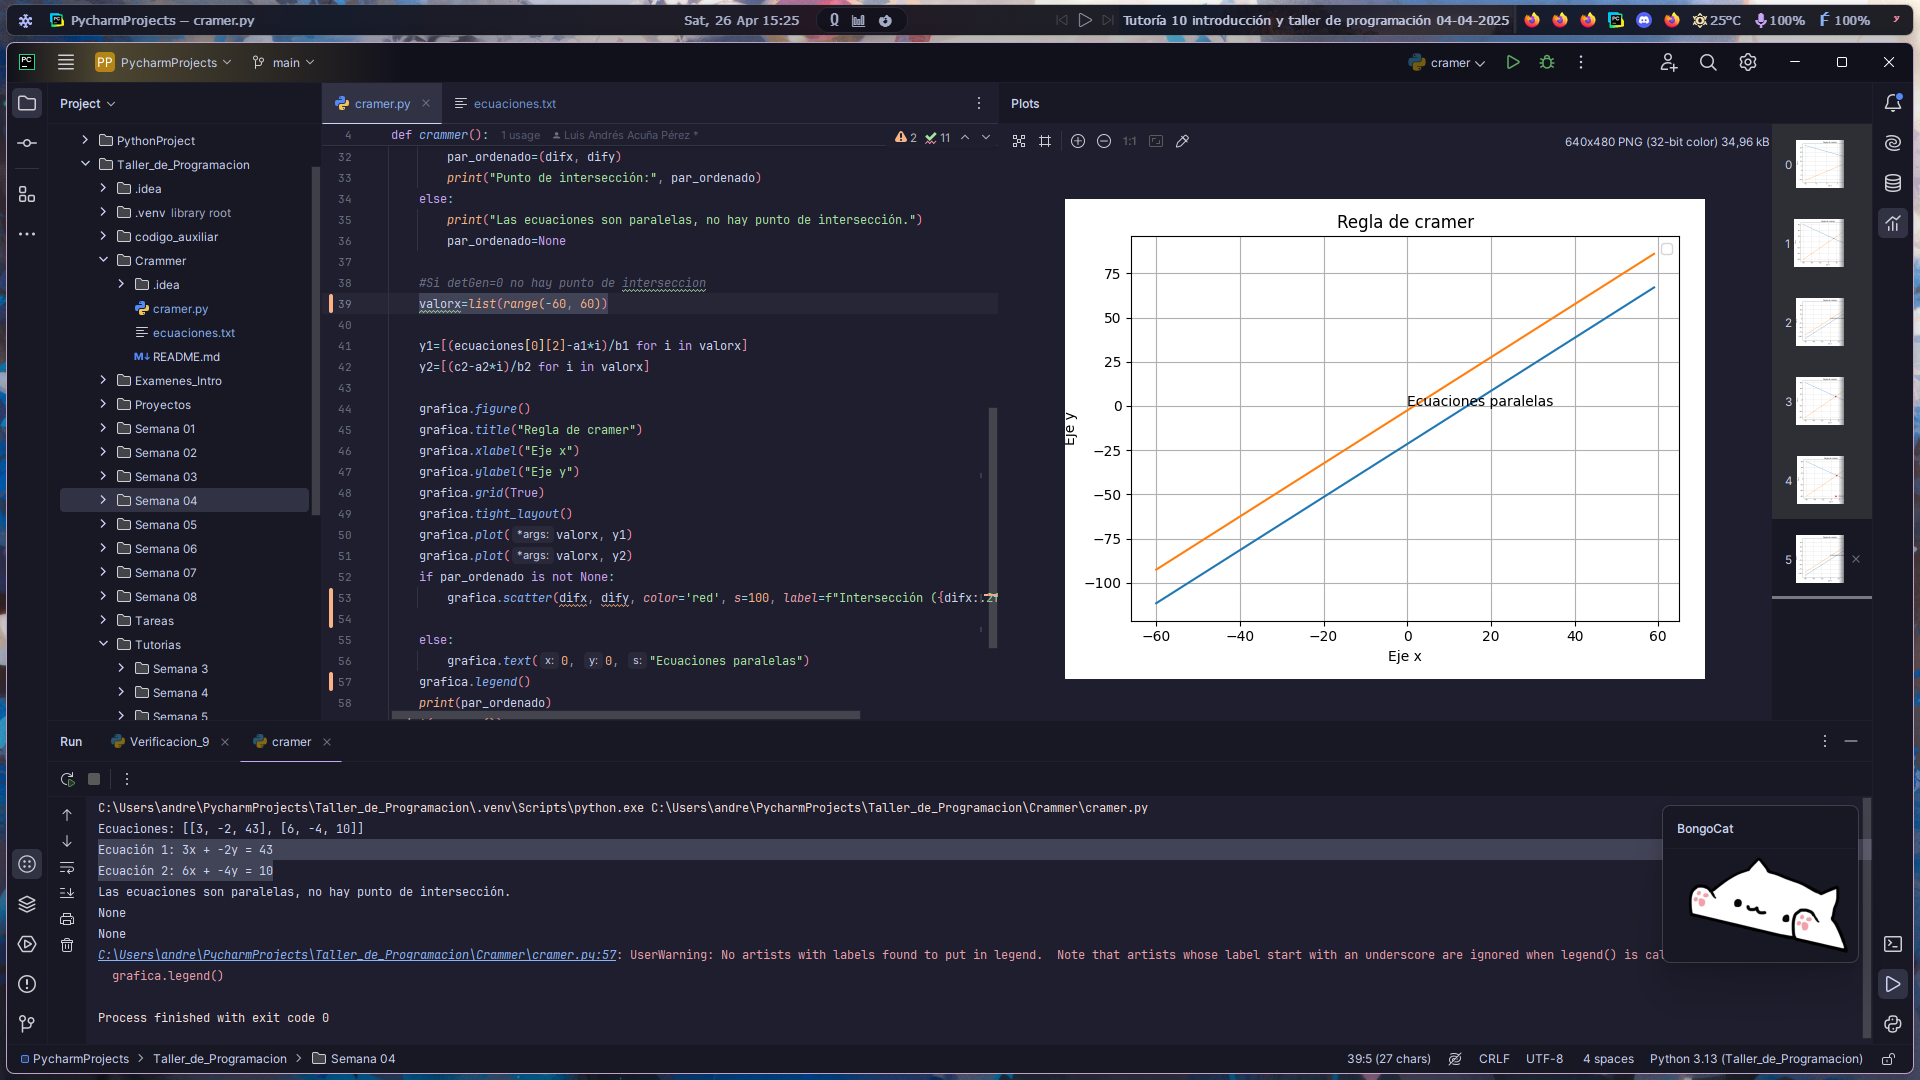 PycharmProjects – cramer.py
Sat, 26 Apr 15:25
Tutoría 10 introducción y taller de programación 04-04-2025
25°C
100%
100%
PC
PP
PycharmProjects
main
cramer
Project
cramer.py
ecuaciones.txt
Plots
PythonProject
Taller_de_Programacion
.idea
.venv library root
codigo_auxiliar
Crammer
.idea
cramer.py
ecuaciones.txt
README.md
Examenes_Intro
Proyectos
Semana 01
Semana 02
Semana 03
Semana 04
Semana 05
Semana 06
Semana 07
Semana 08
Tareas
Tutorias
Semana 3
Semana 4
Semana 5
4 def crammer(): 1 usage Luis Andrés Acuña Pérez *
2 11
32 par_ordenado=(difx, dify)
33 print("Punto de intersección:", par_ordenado)
34 else:
35 print("Las ecuaciones son paralelas, no hay punto de intersección.")
36 par_ordenado=None
37
38 #Si detGen=0 no hay punto de interseccion
39 valorx=list(range(-60, 60))
40
41 y1=[(ecuaciones[0][2]-a1*i)/b1 for i in valorx]
42 y2=[(c2-a2*i)/b2 for i in valorx]
43
44 grafica.figure()
45 grafica.title("Regla de cramer")
46 grafica.xlabel("Eje x")
47 grafica.ylabel("Eje y")
48 grafica.grid(True)
49 grafica.tight_layout()
50 grafica.plot( *args: valorx, y1)
51 grafica.plot( *args: valorx, y2)
52 if par_ordenado is not None:
53 grafica.scatter(difx, dify, color='red', s=100, label=f"Intersección ({difx:.2f
54
55 else:
56 grafica.text( x: 0, y: 0, s: "Ecuaciones paralelas")
57 grafica.legend()
58 print(par_ordenado)
1:1
640x480 PNG (32-bit color) 34,96 kB
Regla de cramer
75
50
25
0
−25
−50
−75
−100
Eje y
Ecuaciones paralelas
−60 −40 −20 0 20 40 60
Eje x
0
1
2
3
4
5
Run
Verificacion_9
cramer
C:\Users\andre\PycharmProjects\Taller_de_Programacion\.venv\Scripts\python.exe C:\Users\andre\PycharmProjects\Taller_de_Programacion\Crammer\cramer.py
Ecuaciones: [[3, -2, 43], [6, -4, 10]]
Ecuación 1: 3x + -2y = 43
Ecuación 2: 6x + -4y = 10
Las ecuaciones son paralelas, no hay punto de intersección.
None
None
C:\Users\andre\PycharmProjects\Taller_de_Programacion\Crammer\cramer.py:57: UserWarning: No artists with labels found to put in legend.  Note that artists whose label start with an underscore are ignored when legend() is cal
grafica.legend()
Process finished with exit code 0
BongoCat
PycharmProjects > Taller_de_Programacion > Semana 04
39:5 (27 chars)
CRLF
UTF-8
4 spaces
Python 3.13 (Taller_de_Programacion)